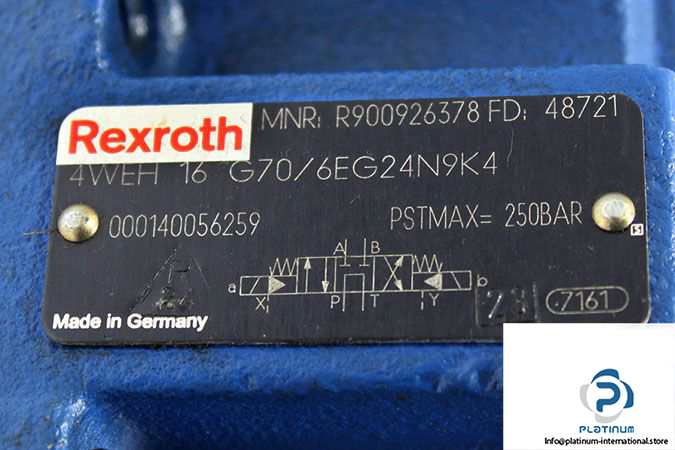 Rexroth
MNR: R900926378 FD: 48721
4WEH 16 G70/6EG24N9K4
000140056259 PSTMAX= 250BAR
A B
a b
X P T Y
23 7161
Made in Germany
PLATINUM
Info@platinum-international.store